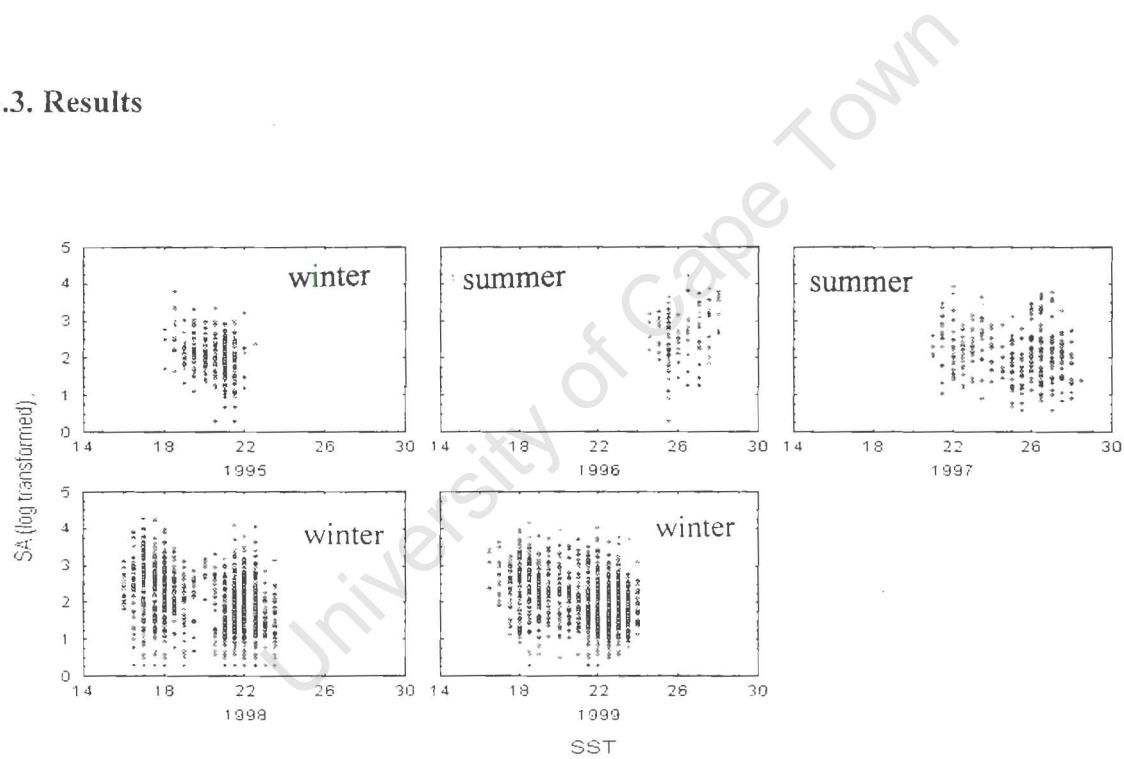 .3. Results
University of Cape Town
SA (log transformed).
5
4
3
2
1
0
winter
14 18 22 26 30
1995
summer
14 18 22 26 30
1996
summer
14 18 22 26 30
1997
5
4
3
2
1
0
winter
14 18 22 26 30
1998
winter
14 18 22 26 30
1999
SST